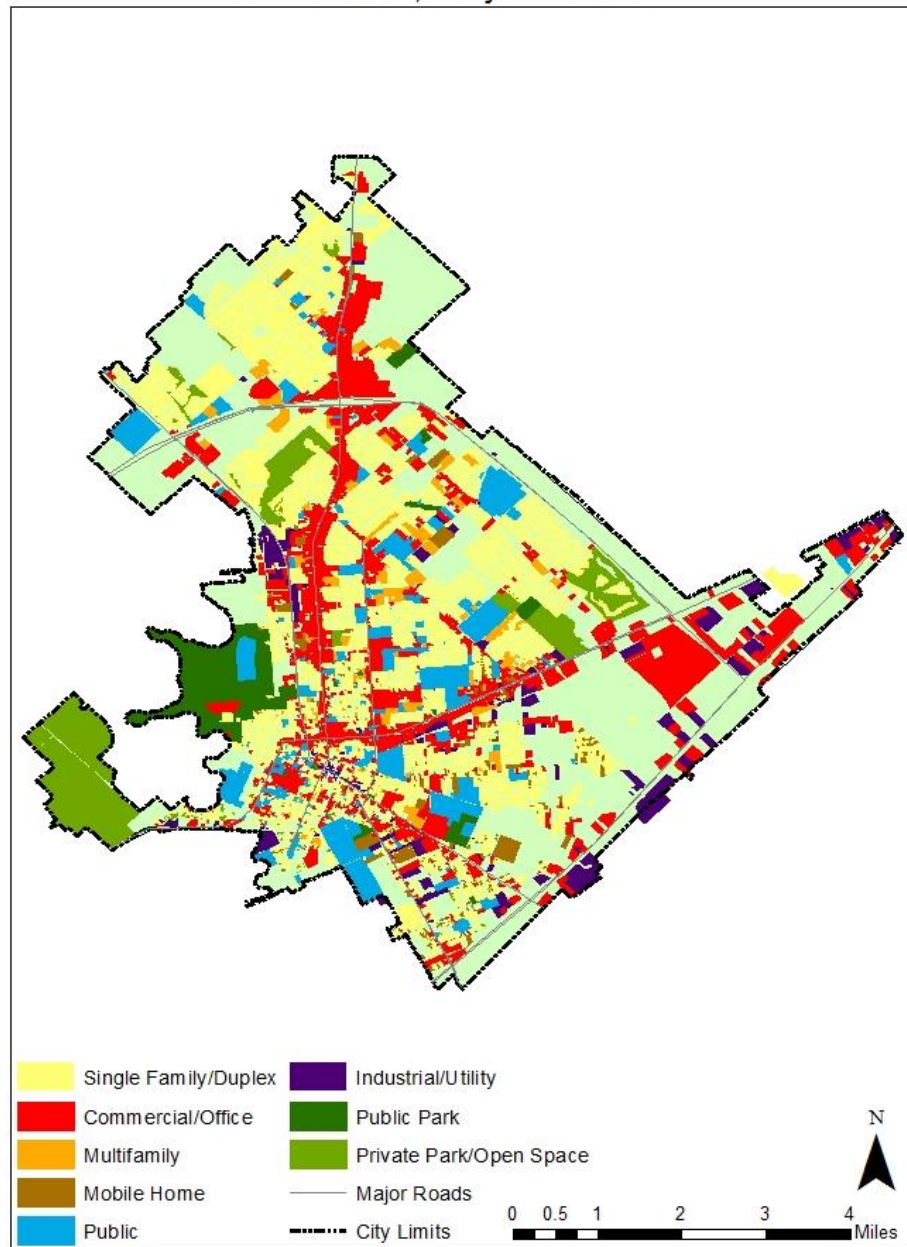 Single Family/Duplex
Commercial/Office
Multifamily
Mobile Home
Public
Industrial/Utility
Public Park
Private Park/Open Space
Major Roads
City Limits
N
0 0.5 1 2 3 4
Miles